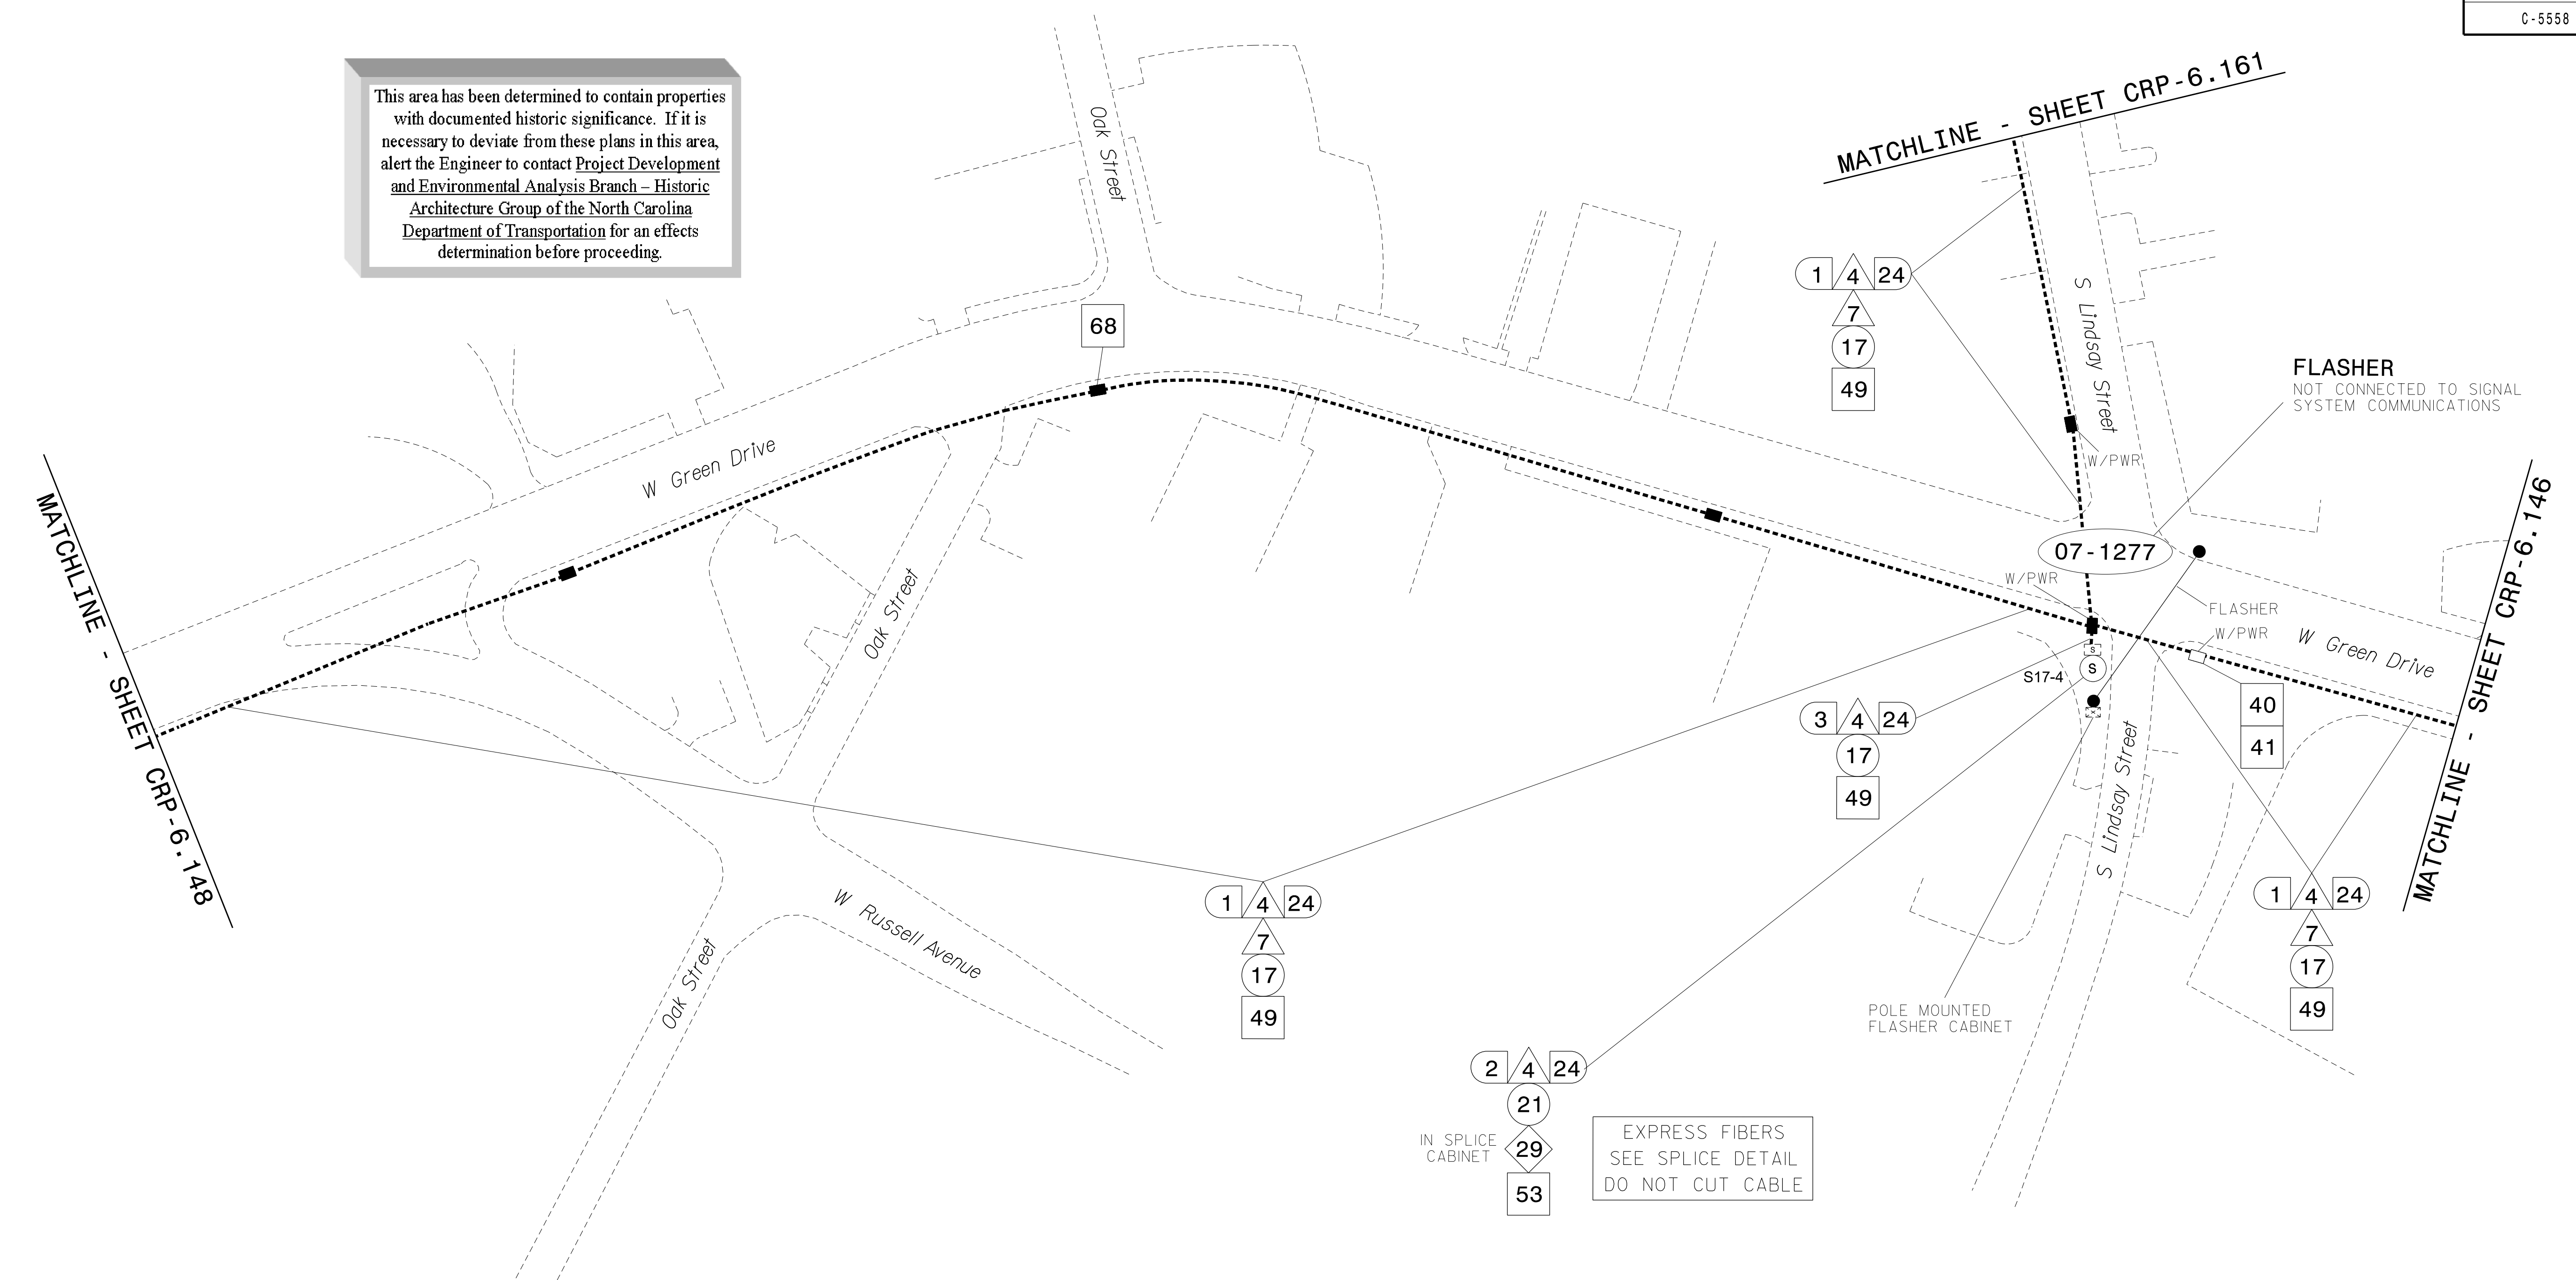 C-5558
This area has been determined to contain properties
with documented historic significance.  If it is
necessary to deviate from these plans in this area,
alert the Engineer to contact Project Development
and Environmental Analysis Branch – Historic
Architecture Group of the North Carolina
Department of Transportation for an effects
determination before proceeding.
MATCHLINE - SHEET CRP-6.161
Oak Street
68
1 4 24
7
17
49
S Lindsay Street
FLASHER
NOT CONNECTED TO SIGNAL
SYSTEM COMMUNICATIONS
W Green Drive
W/PWR
MATCHLINE - SHEET CRP-6.148
MATCHLINE - SHEET CRP-6.146
07-1277
W/PWR
FLASHER
W/PWR
W Green Drive
Oak Street
S
S
S17-4
x
40
41
3 4 24
17
49
S Lindsay Street
1 4 24
7
17
49
1 4 24
7
17
49
W Russell Avenue
Oak Street
POLE MOUNTED
FLASHER CABINET
2 4 24
21
IN SPLICE
CABINET
29
53
EXPRESS FIBERS
SEE SPLICE DETAIL
DO NOT CUT CABLE